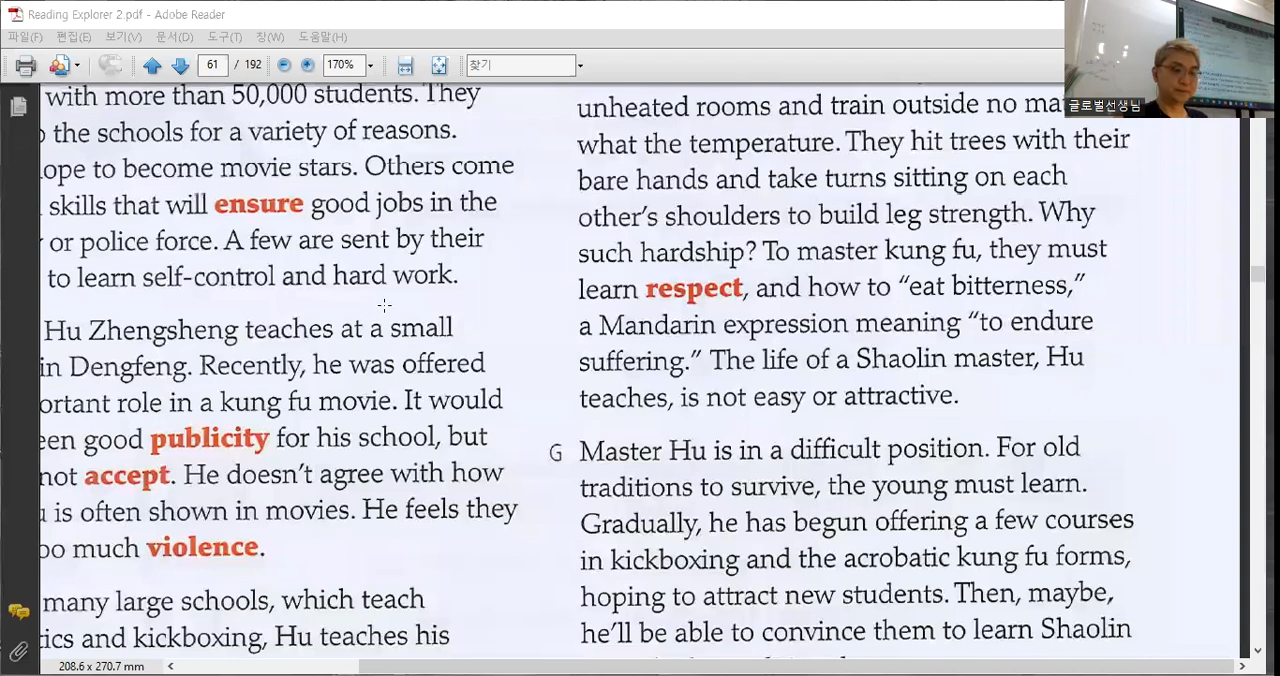 Reading Explorer 2.pdf - Adobe Reader
파일(F) 편집(E) 보기(V) 문서(D) 도구(T) 창(W) 도움말(H)
61 / 192 170% 찾기
글로벌선생님
with more than 50,000 students. They
the schools for a variety of reasons.
ope to become movie stars. Others come
skills that will ensure good jobs in the
or police force. A few are sent by their
to learn self-control and hard work.
Hu Zhengsheng teaches at a small
in Dengfeng. Recently, he was offered
ortant role in a kung fu movie. It would
en good publicity for his school, but
not accept. He doesn't agree with how
is often shown in movies. He feels they
oo much violence.
many large schools, which teach
ics and kickboxing, Hu teaches his
unheated rooms and train outside no ma
what the temperature. They hit trees with their
bare hands and take turns sitting on each
other's shoulders to build leg strength. Why
such hardship? To master kung fu, they must
learn respect, and how to "eat bitterness,"
a Mandarin expression meaning "to endure
suffering." The life of a Shaolin master, Hu
teaches, is not easy or attractive.
G Master Hu is in a difficult position. For old
traditions to survive, the young must learn.
Gradually, he has begun offering a few courses
in kickboxing and the acrobatic kung fu forms,
hoping to attract new students. Then, maybe,
he'll be able to convince them to learn Shaolin
208.6 x 270.7 mm